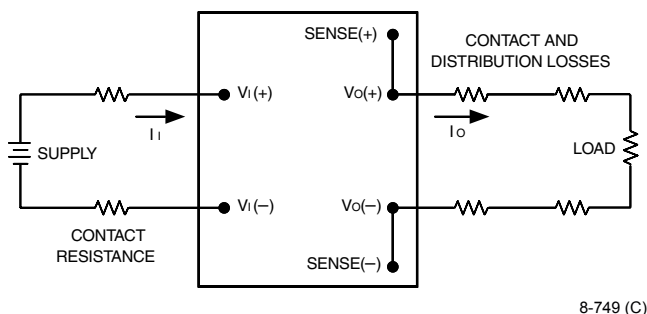 SENSE(+)
CONTACT AND
DISTRIBUTION LOSSES
VI(+)
VO(+)
II
IO
SUPPLY
LOAD
VI(–)
VO(–)
CONTACT
RESISTANCE
SENSE(–)
8-749 (C)